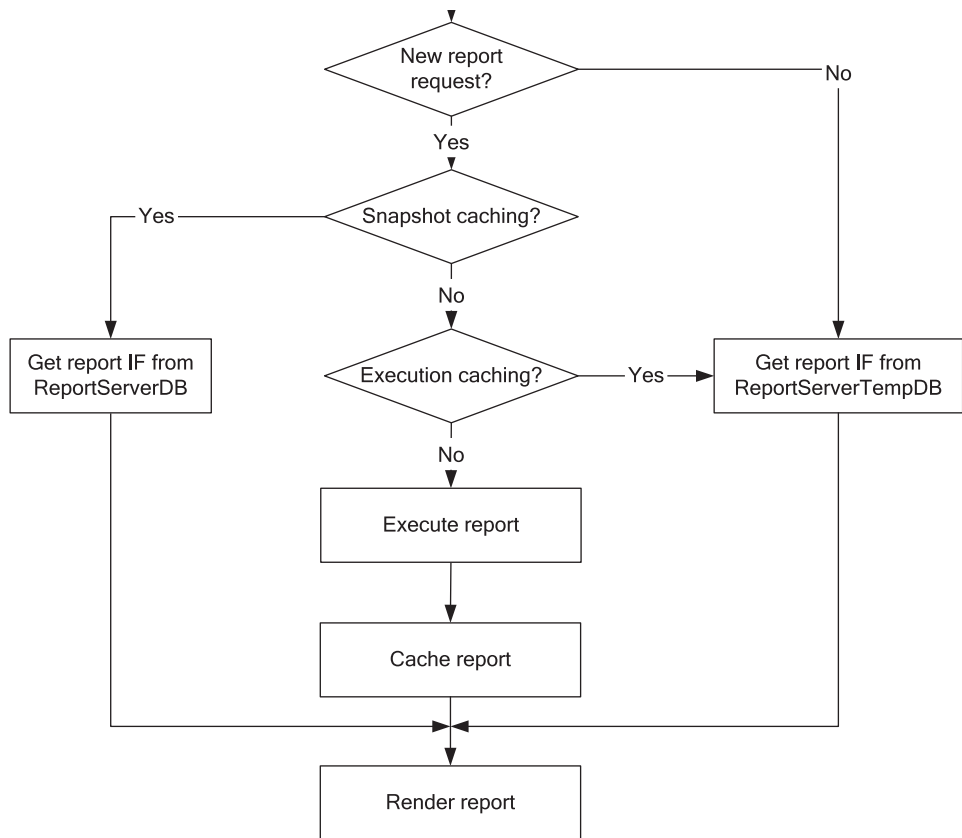 New report
request?
No
Yes
Snapshot caching?
Yes
No
Get report IF from
ReportServerDB
Execution caching?
Yes
Get report IF from
ReportServerTempDB
No
Execute report
Cache report
Render report